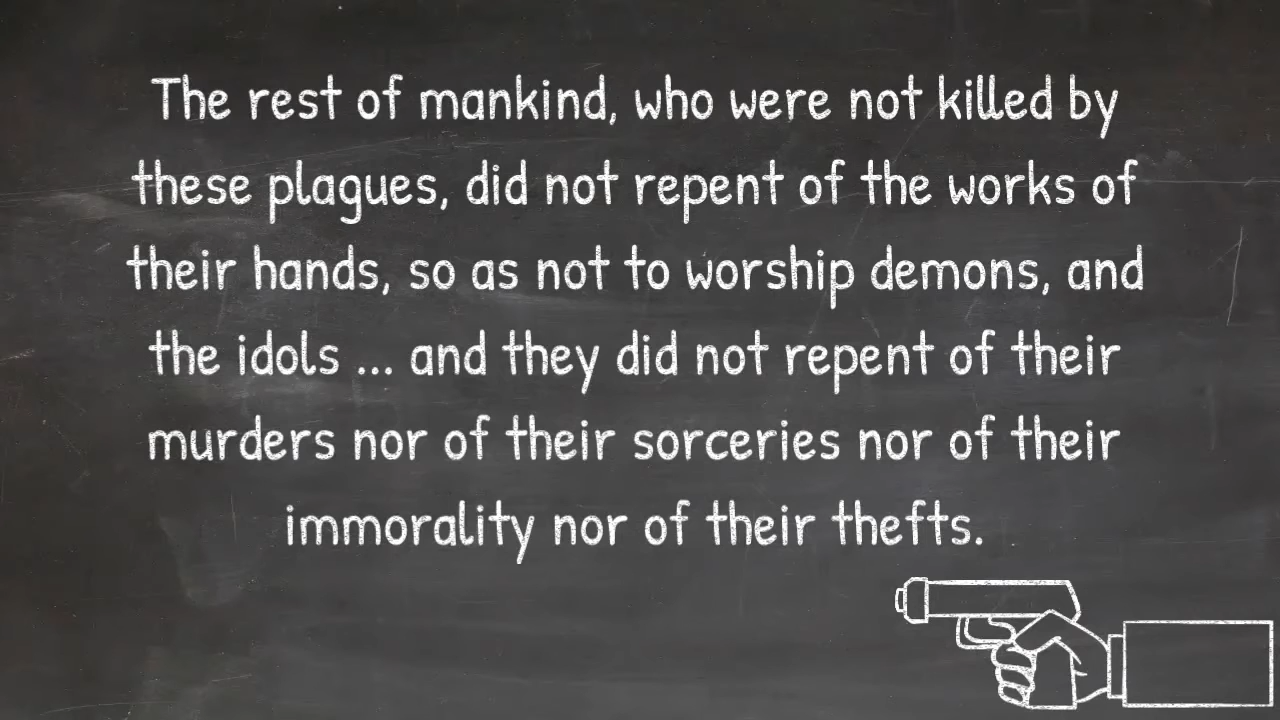 The rest of mankind, who were not killed by
these plagues, did not repent of the works of
their hands, so as not to worship demons, and
the idols ... and they did not repent of their
murders nor of their sorceries nor of their
immorality nor of their thefts.